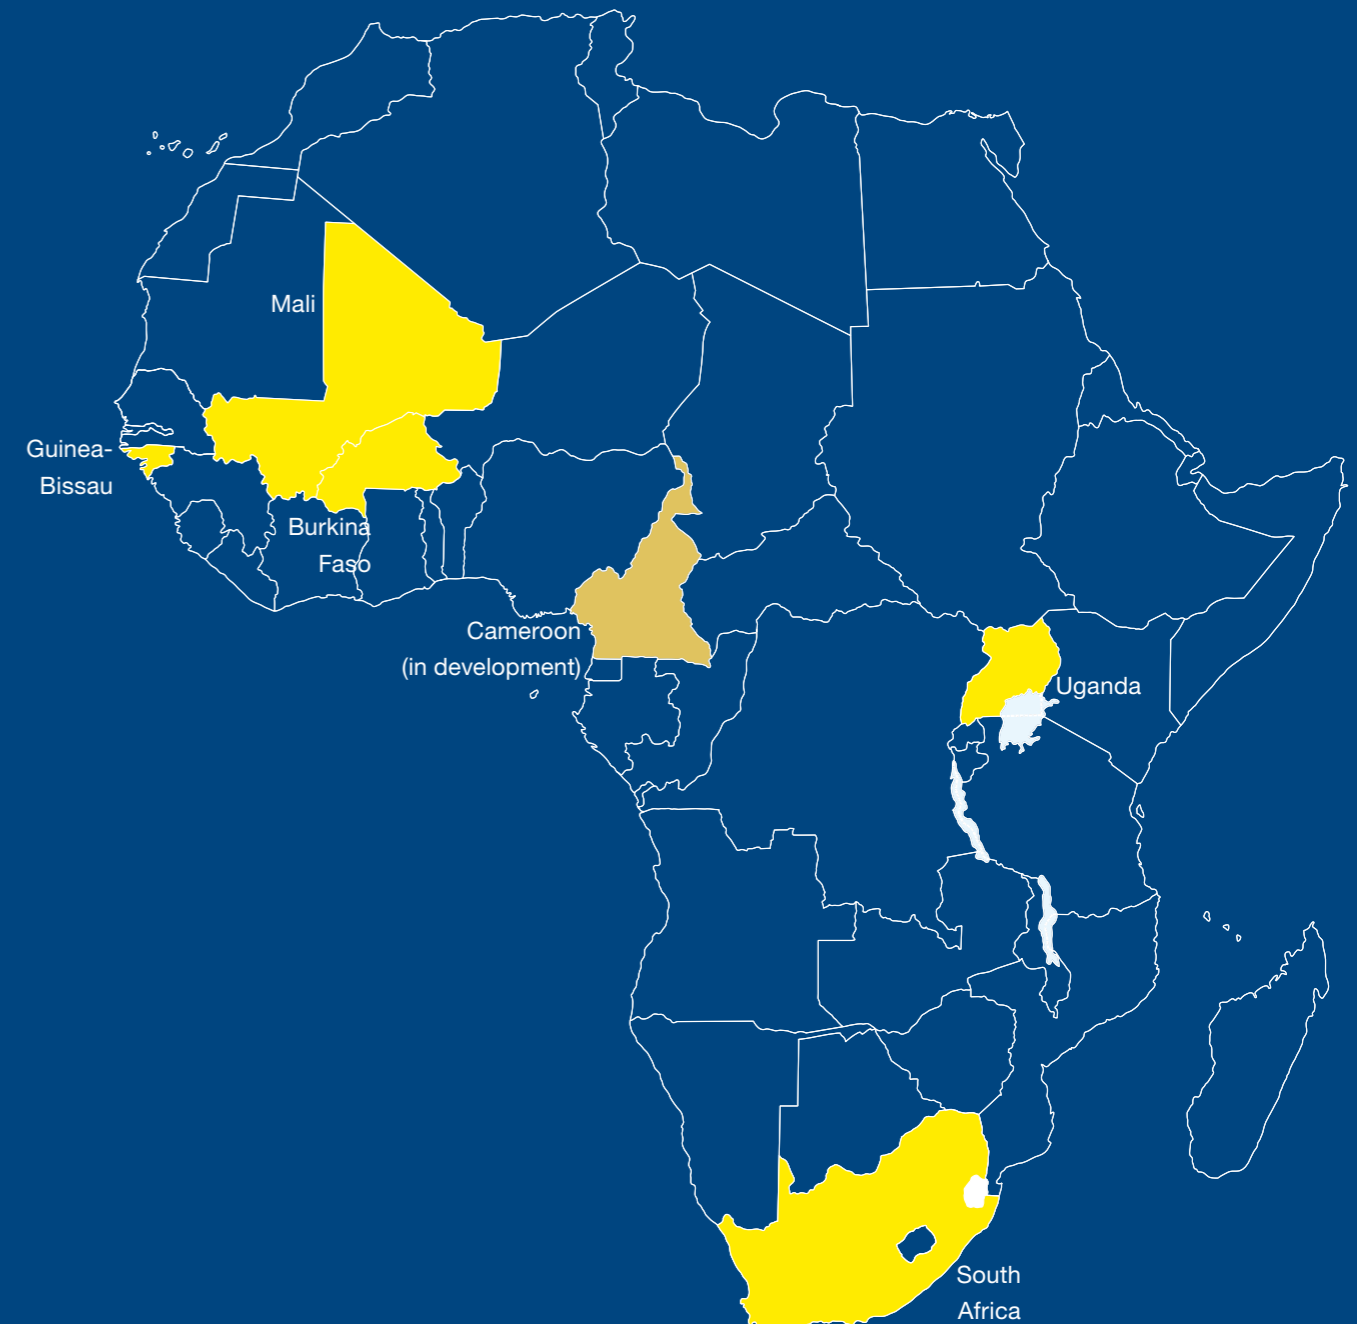 Mali
Guinea-
Bissau
Burkina
Faso
Cameroon
(in development)
Uganda
South
Africa